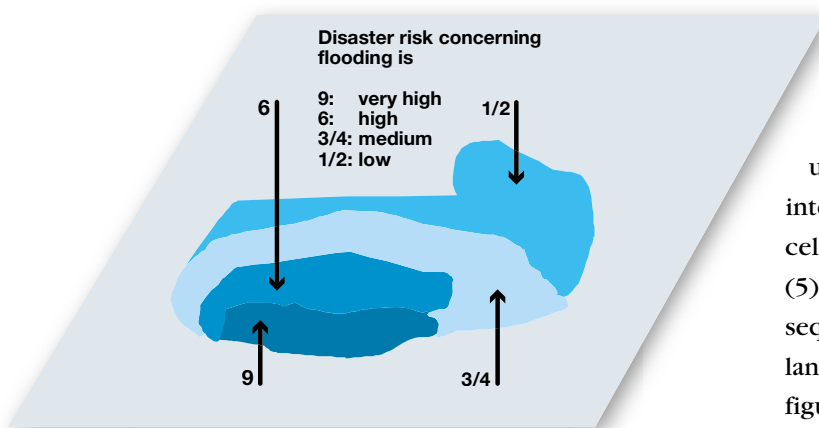 Disaster risk concerning
flooding is
9: very high
6: high
3/4: medium
1/2: low
6
1/2
9
3/4
(5)